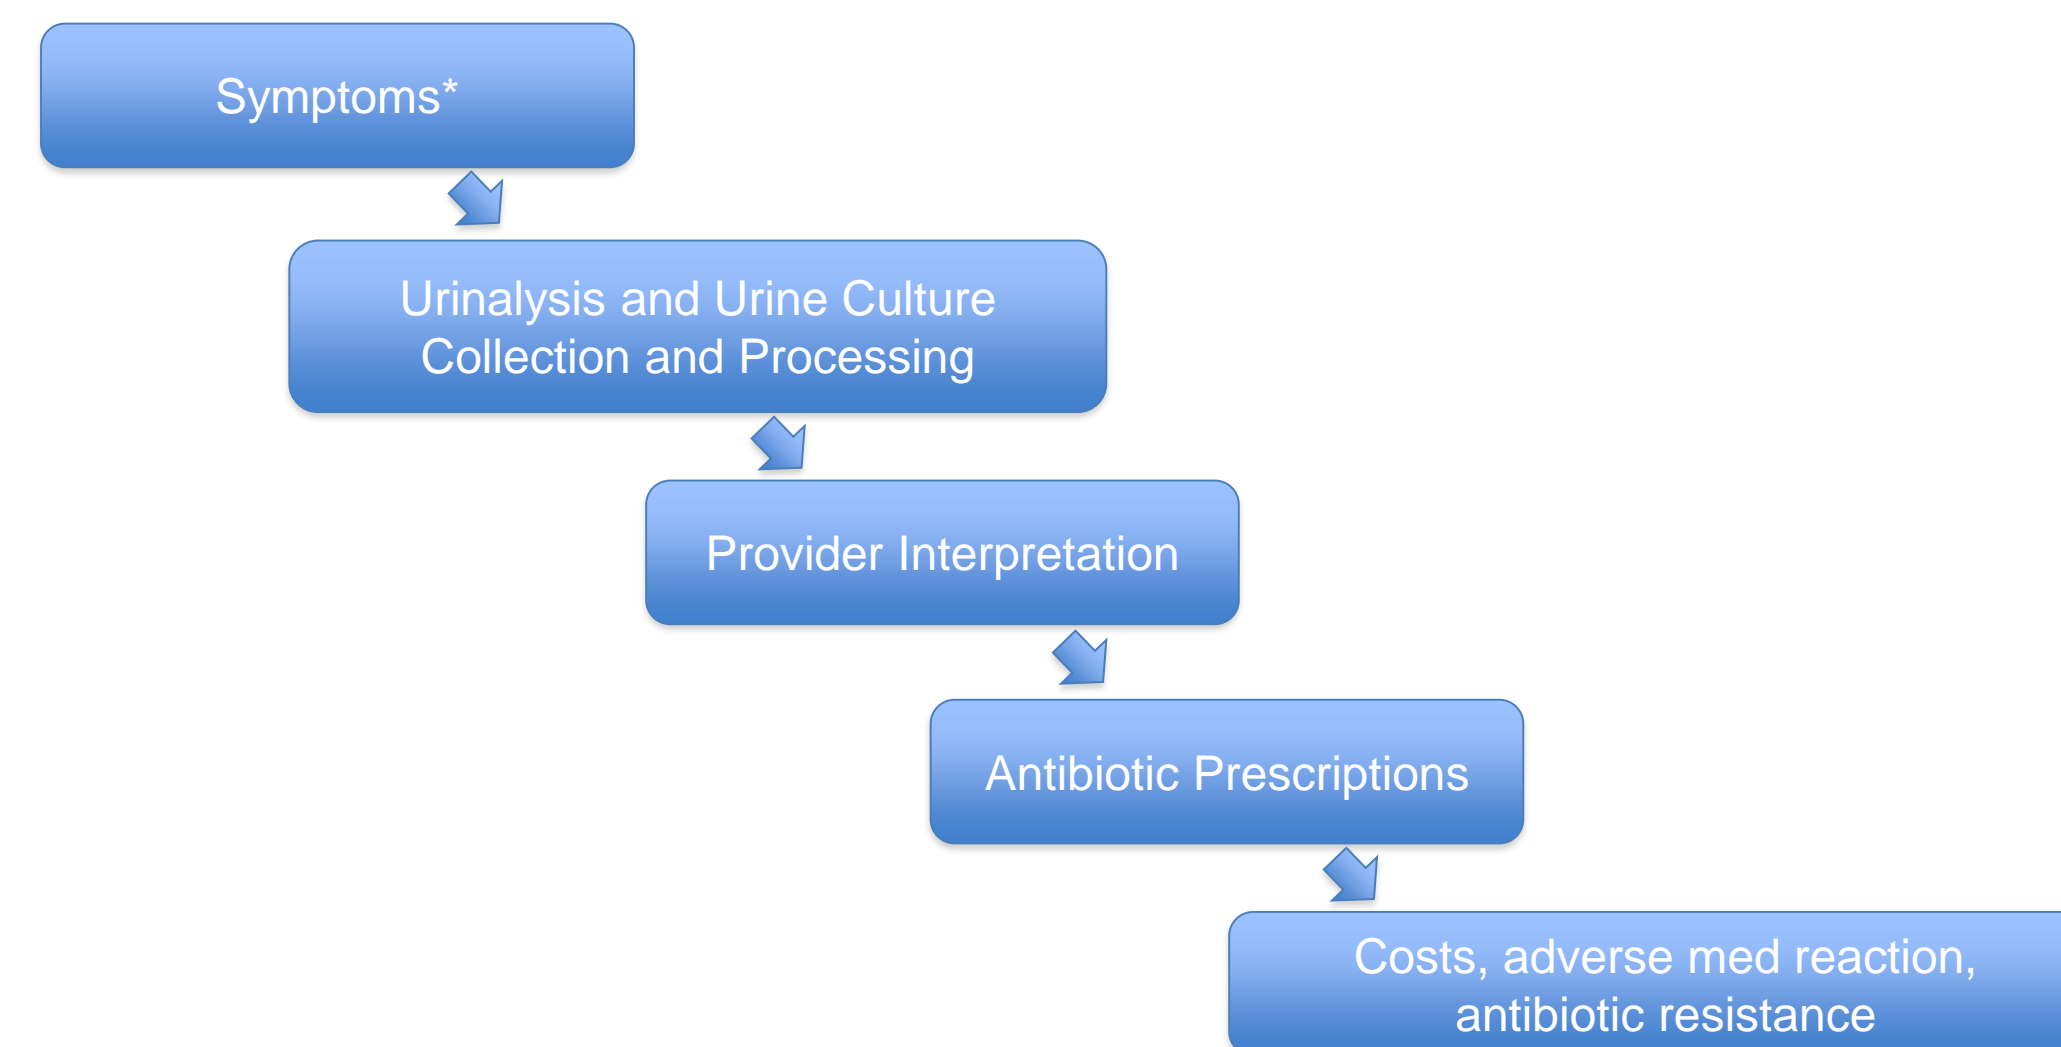 Symptoms*
Urinalysis and Urine Culture
Collection and Processing
Provider Interpretation
Antibiotic Prescriptions
Costs, adverse med reaction,
antibiotic resistance